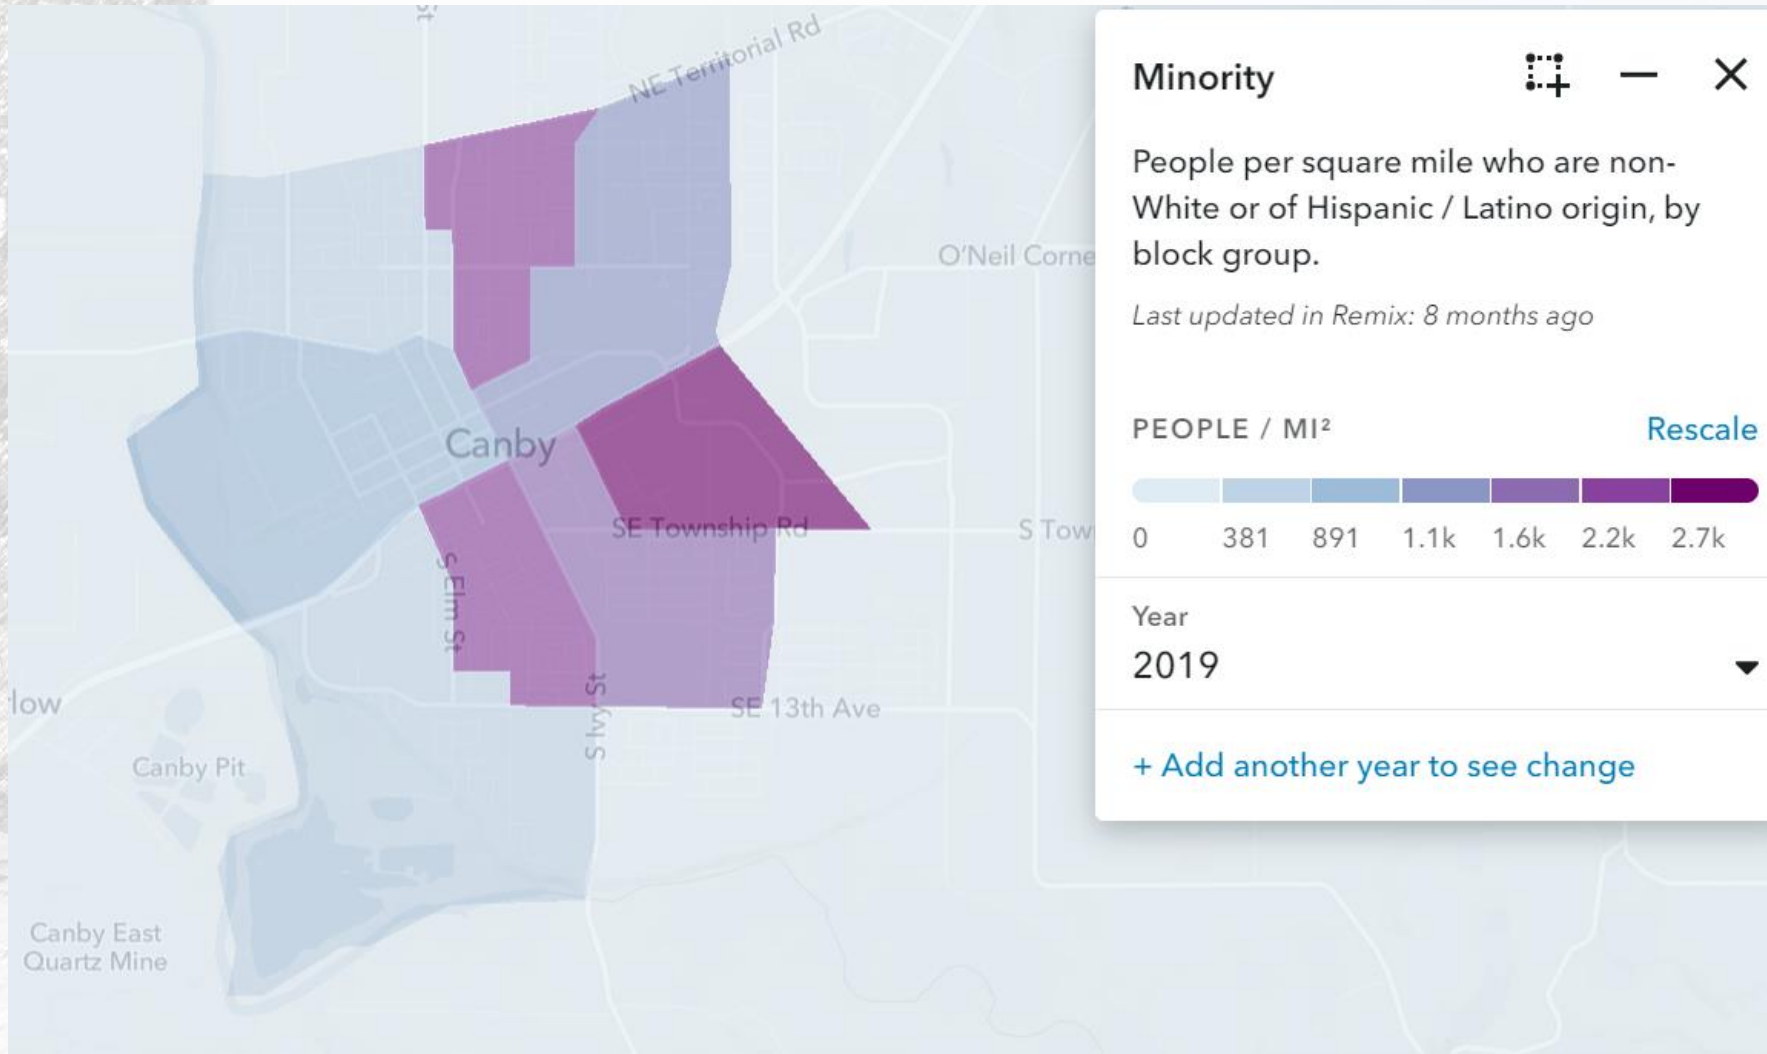 St
NE Territorial Rd
O'Neil Corne
Canby
SE Township Rd
S Tow
S Elm St
S Ivy St
SE 13th Ave
low
Canby Pit
Canby East
Quartz Mine
Minority
People per square mile who are non-
White or of Hispanic / Latino origin, by
block group.
Last updated in Remix: 8 months ago
PEOPLE / MI²
Rescale
0 381 891 1.1k 1.6k 2.2k 2.7k
Year
2019
+ Add another year to see change